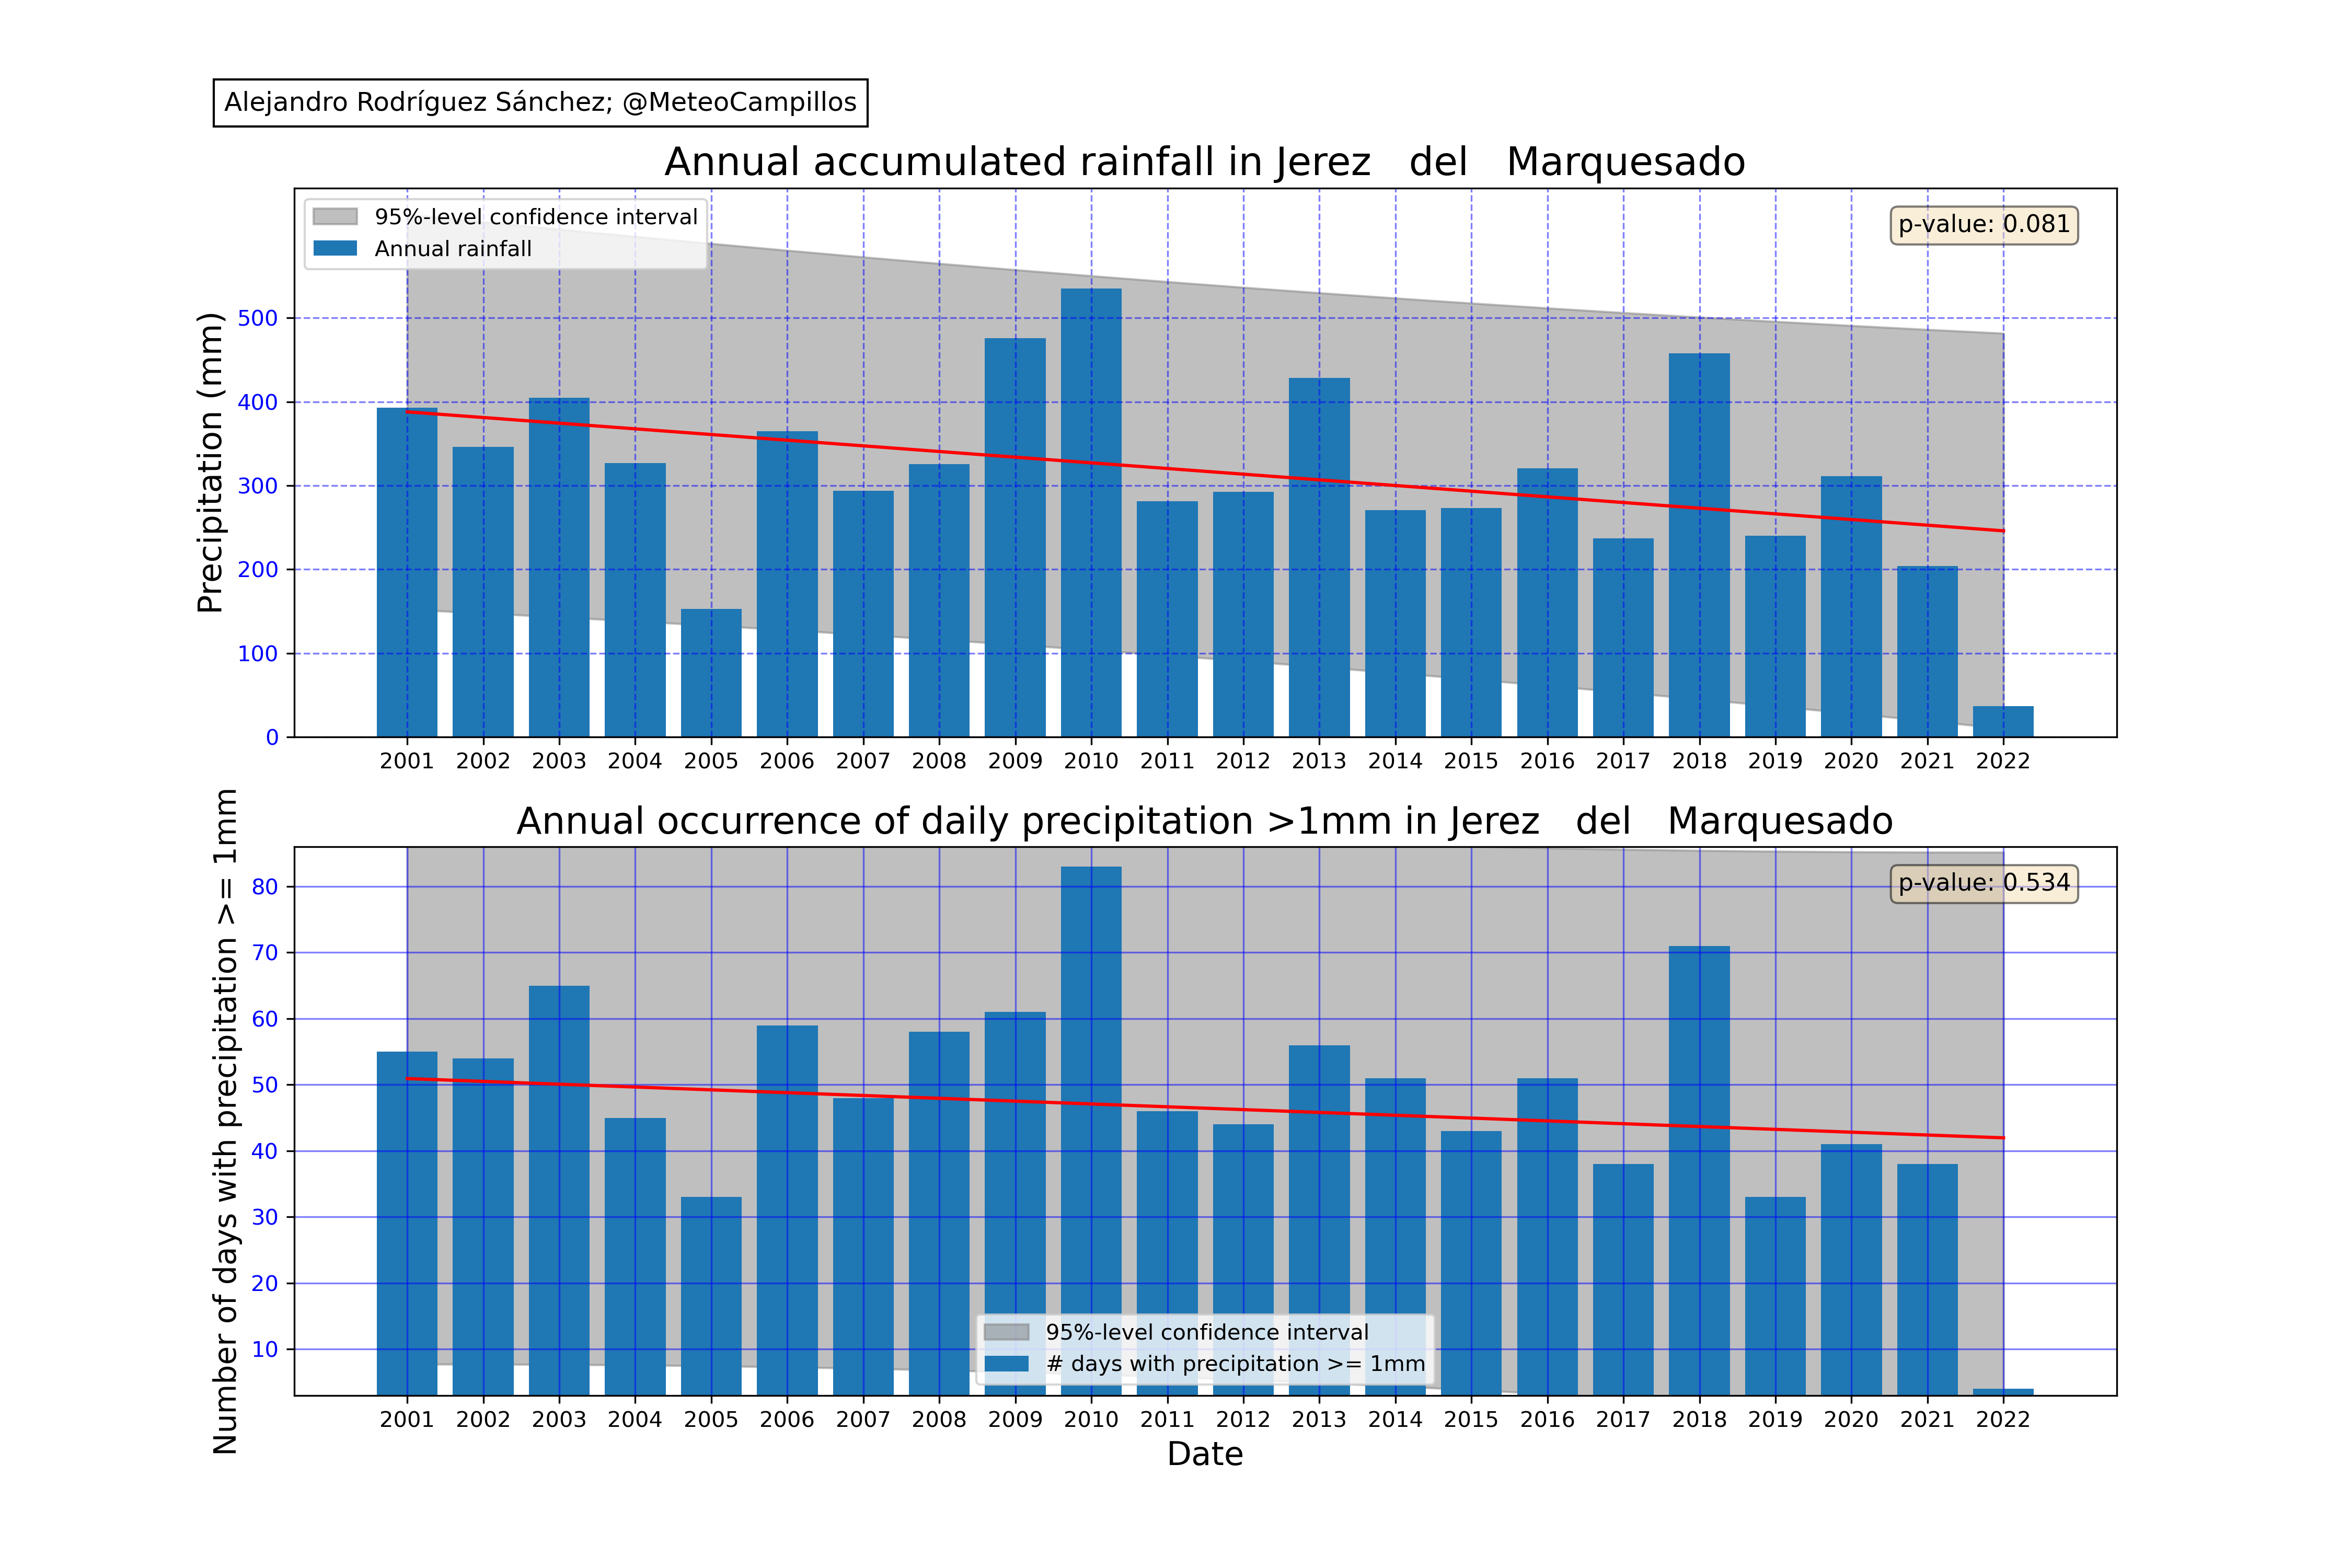 Alejandro Rodríguez Sánchez; @MeteoCampillos
Annual accumulated rainfall in Jerez   del   Marquesado
95%-level confidence interval
Annual rainfall
p-value: 0.081
Precipitation (mm)
500
400
300
200
100
0
2001 2002 2003 2004 2005 2006 2007 2008 2009 2010 2011 2012 2013 2014 2015 2016 2017 2018 2019 2020 2021 2022
Annual occurrence of daily precipitation >1mm in Jerez   del   Marquesado
p-value: 0.534
Number of days with precipitation >= 1mm
80
70
60
50
40
30
20
10
95%-level confidence interval
# days with precipitation >= 1mm
2001 2002 2003 2004 2005 2006 2007 2008 2009 2010 2011 2012 2013 2014 2015 2016 2017 2018 2019 2020 2021 2022
Date